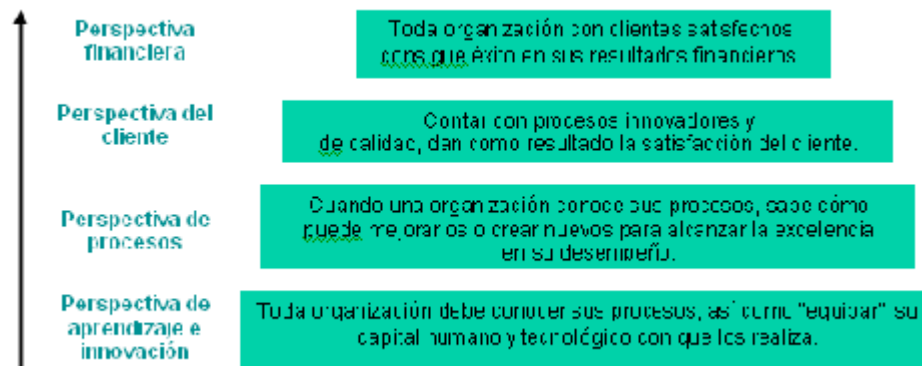 Perspectiva
financiera
Toda organización con clientes satisfechos
consigue éxito en sus resultados financieros
Perspectiva del
cliente
Contar con procesos innovadores y
de calidad, dan como resultado la satisfacción del cliente.
Perspectiva de
procesos
Cuando una organización conoce sus procesos, sabe cómo
puede mejorarlos o crear nuevos para alcanzar la excelencia
en su desempeño.
Perspectiva de
aprendizaje e
innovación
Toda organización debe conocer sus procesos, así como "equipar" su
capital humano y tecnológico con que los realiza.